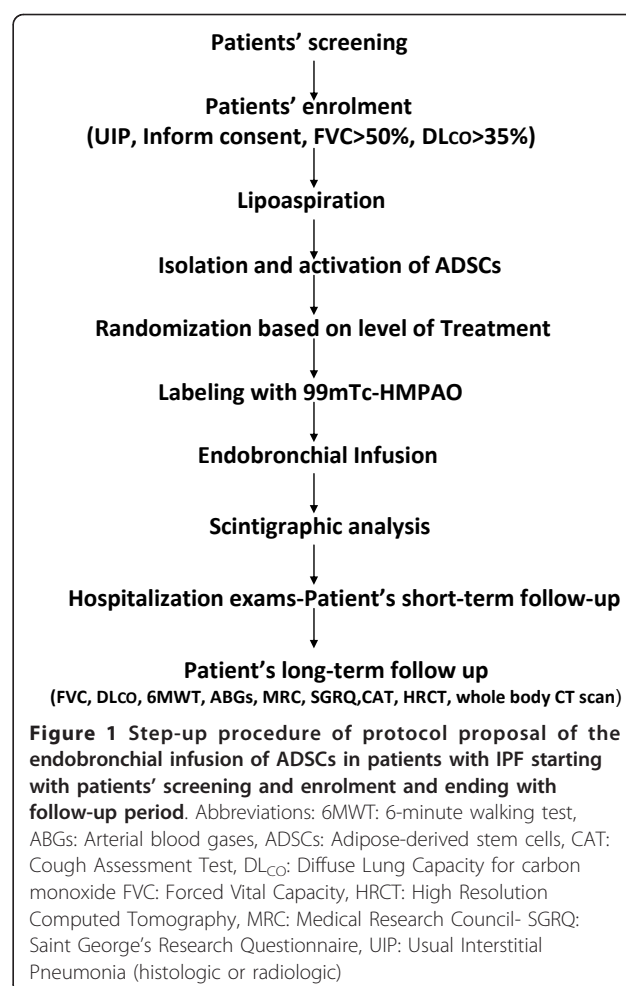 Patients’ screening
Patients’ enrolment
(UIP, Inform consent, FVC>50%, DLCO>35%)
Lipoaspiration
Isolation and activation of ADSCs
Randomization based on level of Treatment
Labeling with 99mTc-HMPAO
Endobronchial Infusion
Scintigraphic analysis
Hospitalization exams-Patient’s short-term follow-up
Patient’s long-term follow up
(FVC, DLCO, 6MWT, ABGs, MRC, SGRQ,CAT, HRCT, whole body CT scan)
Figure 1 Step-up procedure of protocol proposal of the
endobronchial infusion of ADSCs in patients with IPF starting
with patients’ screening and enrolment and ending with
follow-up period. Abbreviations: 6MWT: 6-minute walking test,
ABGs: Arterial blood gases, ADSCs: Adipose-derived stem cells, CAT:
Cough Assessment Test, DLCO: Diffuse Lung Capacity for carbon
monoxide FVC: Forced Vital Capacity, HRCT: High Resolution
Computed Tomography, MRC: Medical Research Council- SGRQ:
Saint George’s Research Questionnaire, UIP: Usual Interstitial
Pneumonia (histologic or radiologic)